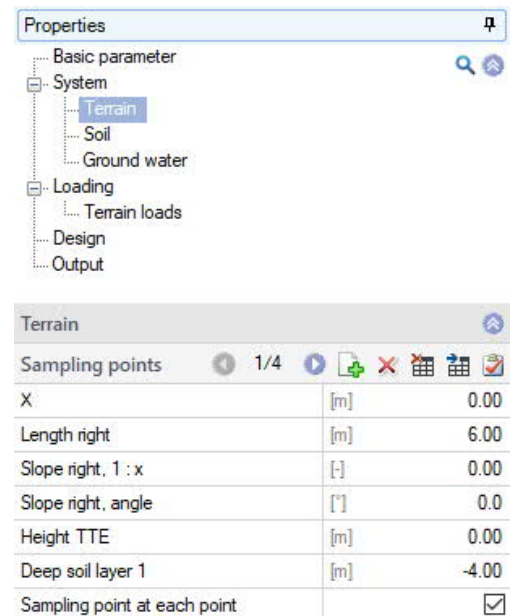 Properties
Basic parameter
System
Terrain
Soil
Ground water
Loading
Terrain loads
Design
Output
Terrain
Sampling points 1/4
X [m] 0.00
Length right [m] 6.00
Slope right, 1 : x [-] 0.00
Slope right, angle [°] 0.0
Height TTE [m] 0.00
Deep soil layer 1 [m] -4.00
Sampling point at each point